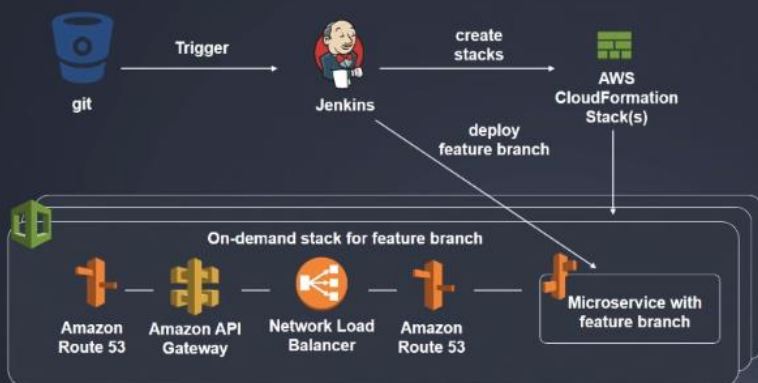 Trigger
create
stacks
git
Jenkins
AWS
CloudFormation
Stack(s)
deploy
feature branch
On-demand stack for feature branch
Amazon
Route 53
Amazon API
Gateway
Network Load
Balancer
Amazon
Route 53
Microservice with
feature branch